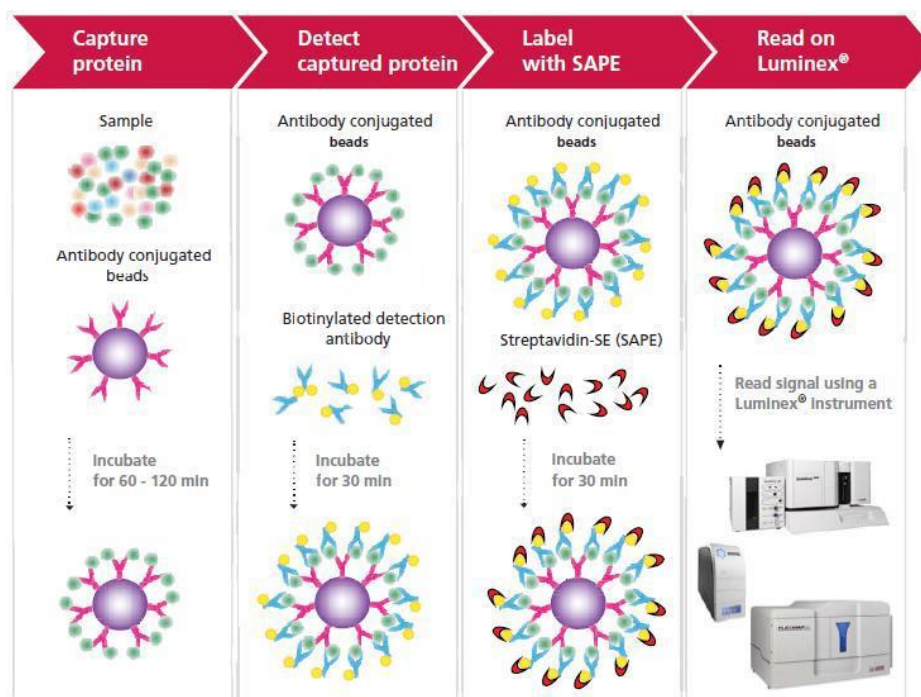 Capture
protein
Detect
captured protein
Label
with SAPE
Read on
Luminex®
Sample
Antibody conjugated
beads
Incubate
for 60 - 120 min
Antibody conjugated
beads
Biotinylated detection
antibody
Incubate
for 30 min
Antibody conjugated
beads
Streptavidin-SE (SAPE)
Incubate
for 30 min
Antibody conjugated
beads
Read signal using a
Luminex® instrument